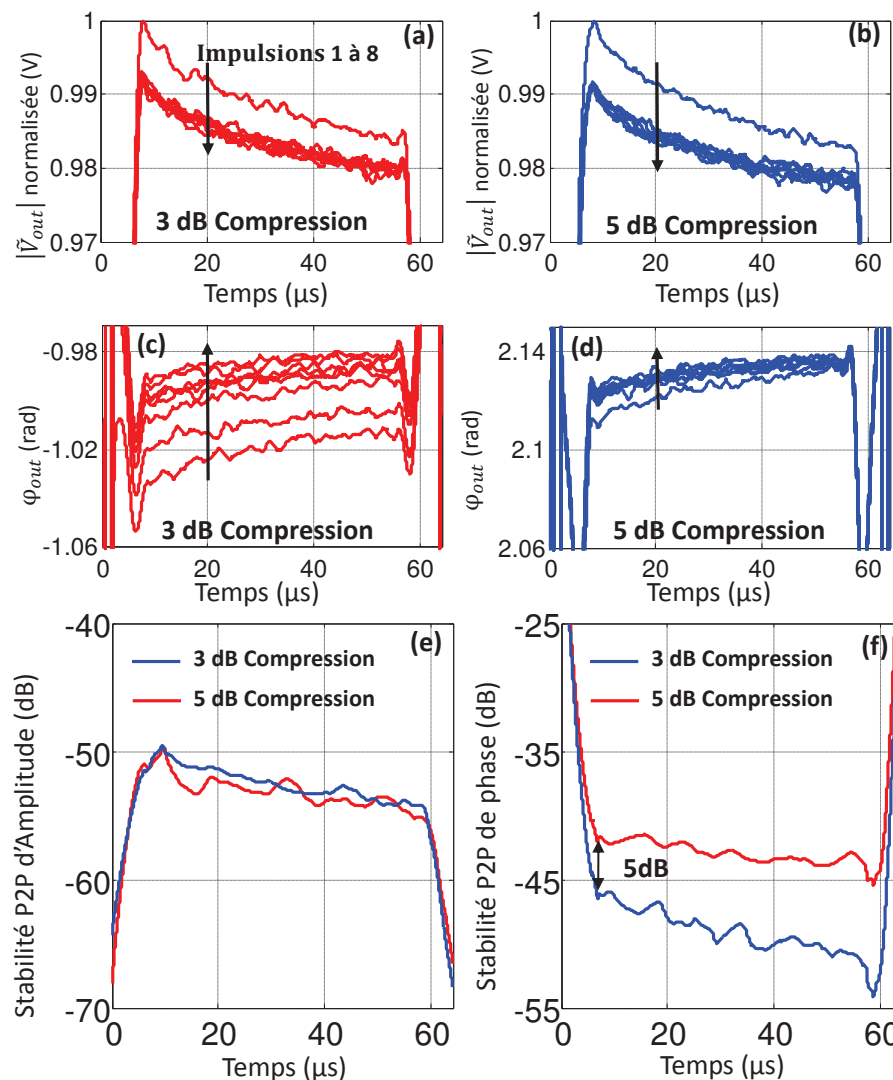 |Ṽout| normalisée (V)
1
0.99
0.98
0.97
(a)
Impulsions 1 à 8
3 dB Compression
0 20 40 60
Temps (µs)
|Ṽout| normalisée (V)
1
0.99
0.98
0.97
(b)
5 dB Compression
0 20 40 60
Temps (µs)
φout (rad)
-0.98
-1.02
-1.06
(c)
3 dB Compression
0 20 40 60
Temps (µs)
φout (rad)
2.14
2.1
2.06
(d)
5 dB Compression
0 20 40 60
Temps (µs)
Stabilité P2P d'Amplitude (dB)
-40
-50
-60
-70
(e)
3 dB Compression
5 dB Compression
0 20 40 60
Temps (µs)
Stabilité P2P de phase (dB)
-25
-35
-45
-55
(f)
3 dB Compression
5 dB Compression
5dB
0 20 40 60
Temps (µs)